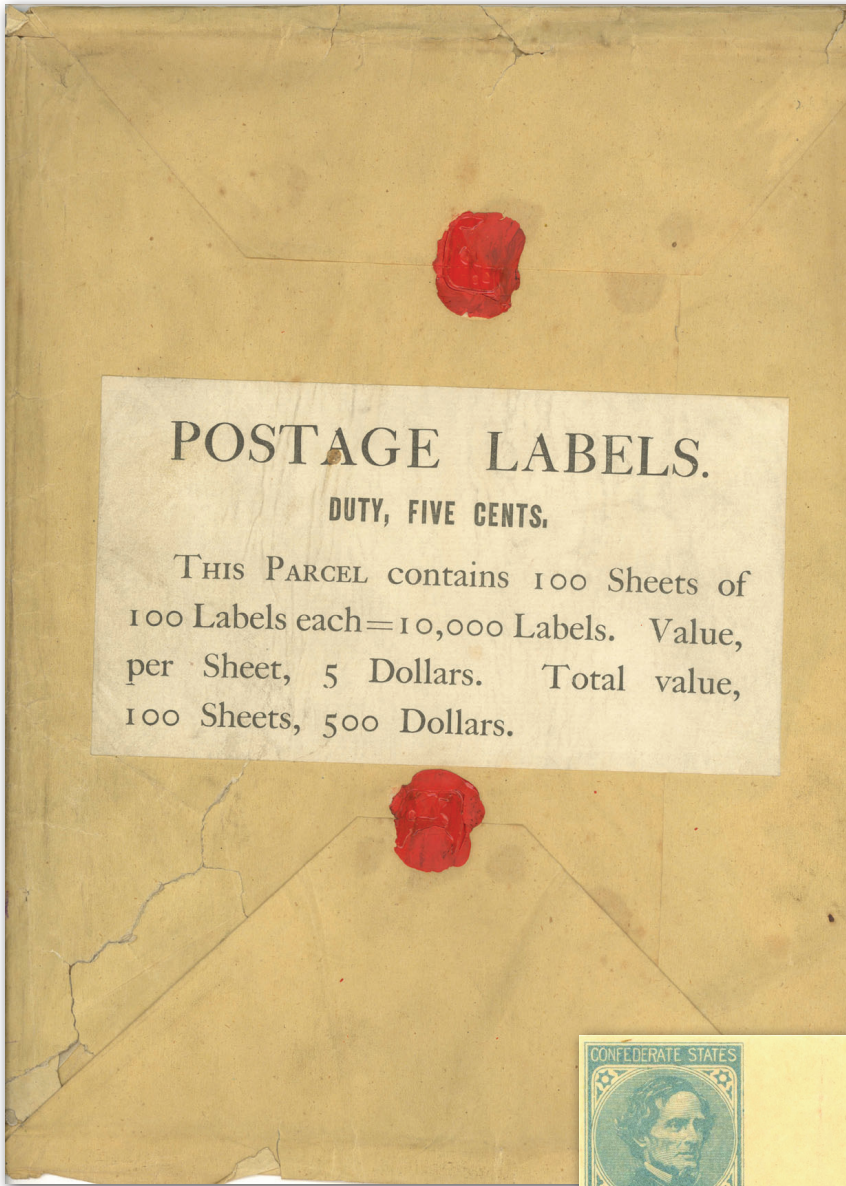 POSTAGE LABELS.
DUTY, FIVE CENTS.
THIS PARCEL contains 100 Sheets of
100 Labels each=10,000 Labels. Value,
per Sheet, 5 Dollars. Total value,
100 Sheets, 500 Dollars.
CONFEDERATE STATES